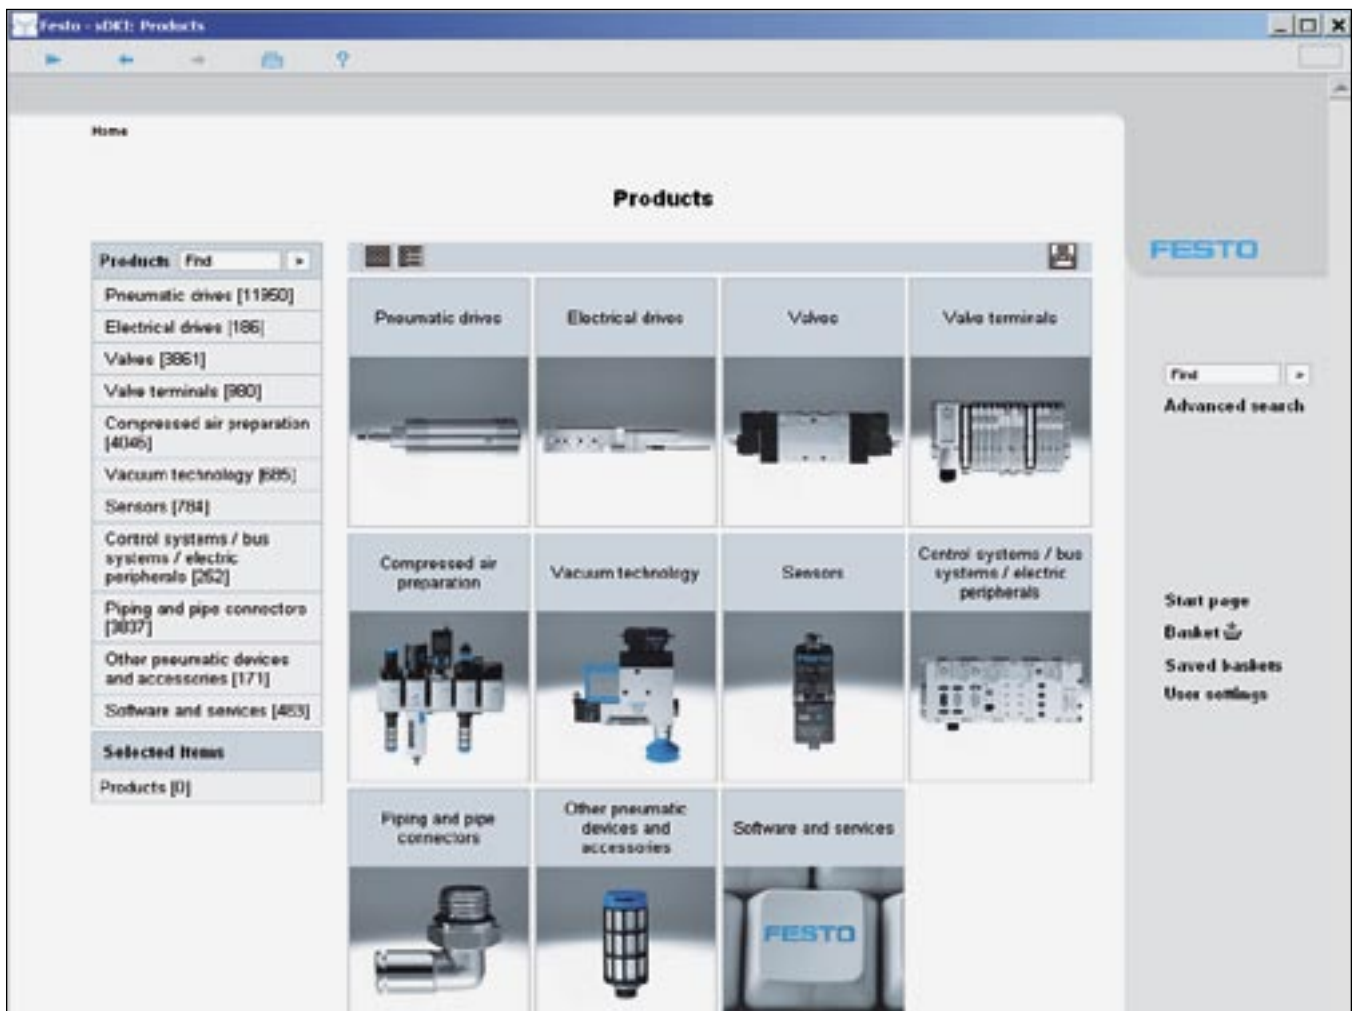 Festo - xDKI: Products
Home
Products
Products Find
Pneumatic drives [11950]
Electrical drives [186]
Valves [3861]
Valve terminals [980]
Compressed air preparation
[4046]
Vacuum technology [685]
Sensors [784]
Control systems / bus
systems / electric
peripherals [262]
Piping and pipe connectors
[3837]
Other pneumatic devices
and accessories [171]
Software and services [483]
Selected Items
Products [0]
Pneumatic drives
Electrical drives
Valves
Valve terminals
Compressed air
preparation
Vacuum technology
Sensors
FESTO
Control systems / bus
systems / electric
peripherals
Piping and pipe
connectors
Other pneumatic
devices and
accessories
Software and services
FESTO
FESTO
Find
Advanced search
Start page
Basket
Saved baskets
User settings